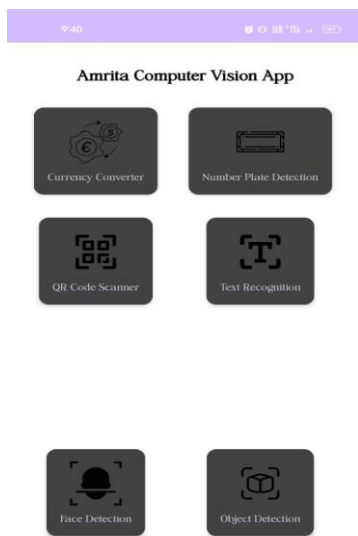 9:40
Amrita Computer Vision App
Currency Converter
Number Plate Detection
QR Code Scanner
Text Recognition
Face Detection
Object Detection